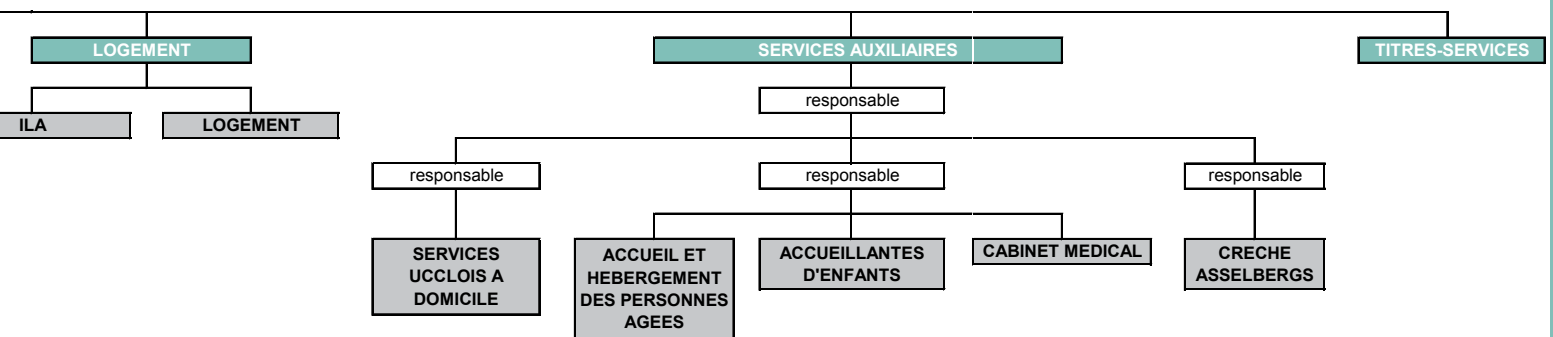 LOGEMENT
SERVICES AUXILIAIRES
TITRES-SERVICES
responsable
ILA
LOGEMENT
responsable
responsable
responsable
SERVICES
UCCLOIS A
DOMICILE
ACCUEIL ET
HEBERGEMENT
DES PERSONNES
AGEES
ACCUEILLANTES
D'ENFANTS
CABINET MEDICAL
CRECHE
ASSELBERGS